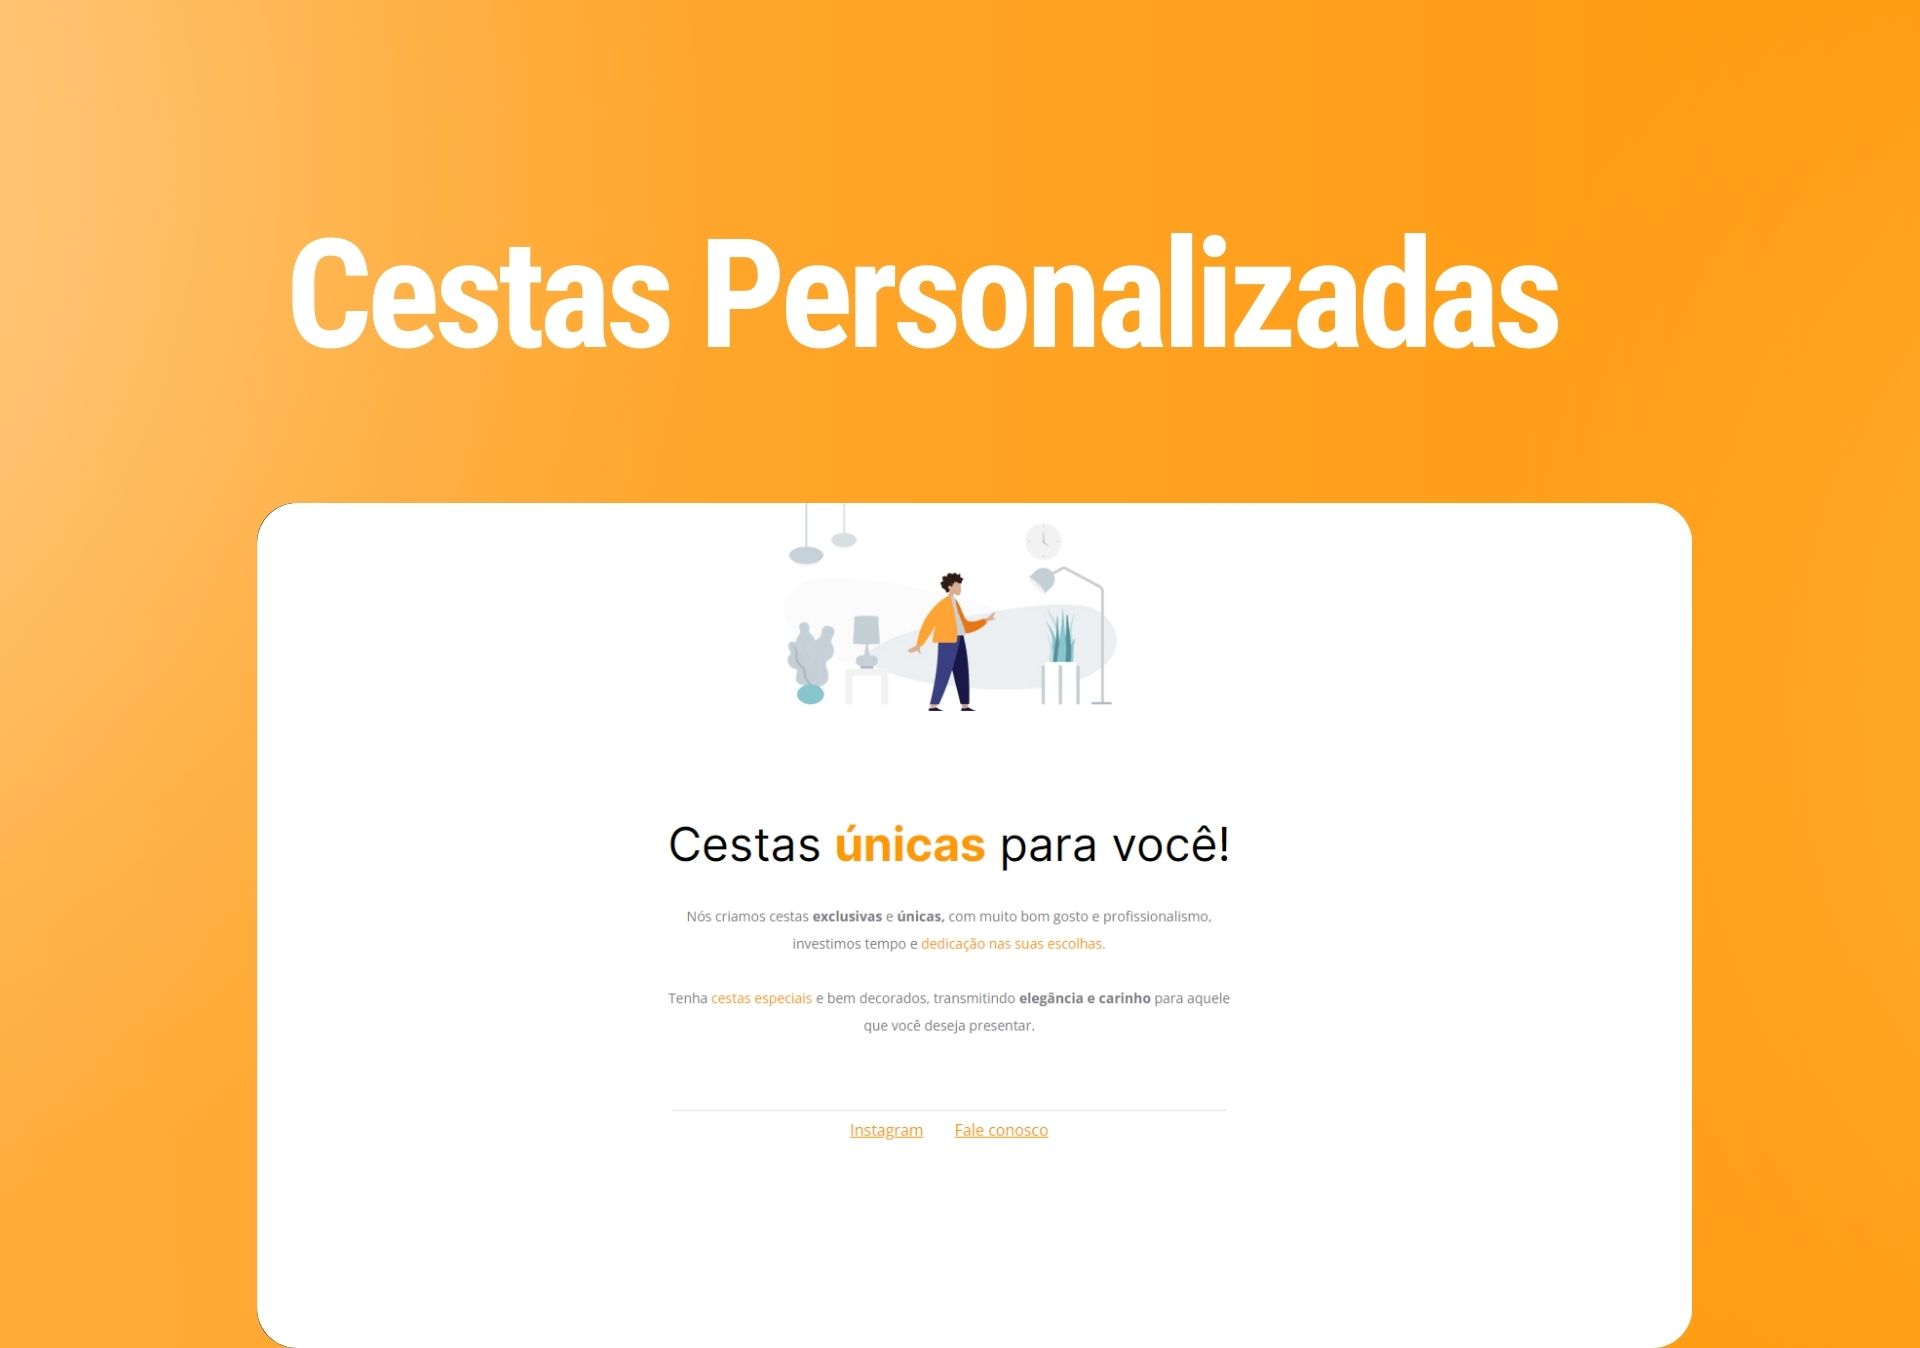 Cestas Personalizadas
Cestas únicas para você!
Nós criamos cestas exclusivas e únicas, com muito bom gosto e profissionalismo,
investimos tempo e dedicação nas suas escolhas.
Tenha cestas especiais e bem decorados, transmitindo elegância e carinho para aquele
que você deseja presentar.
Instagram Fale conosco